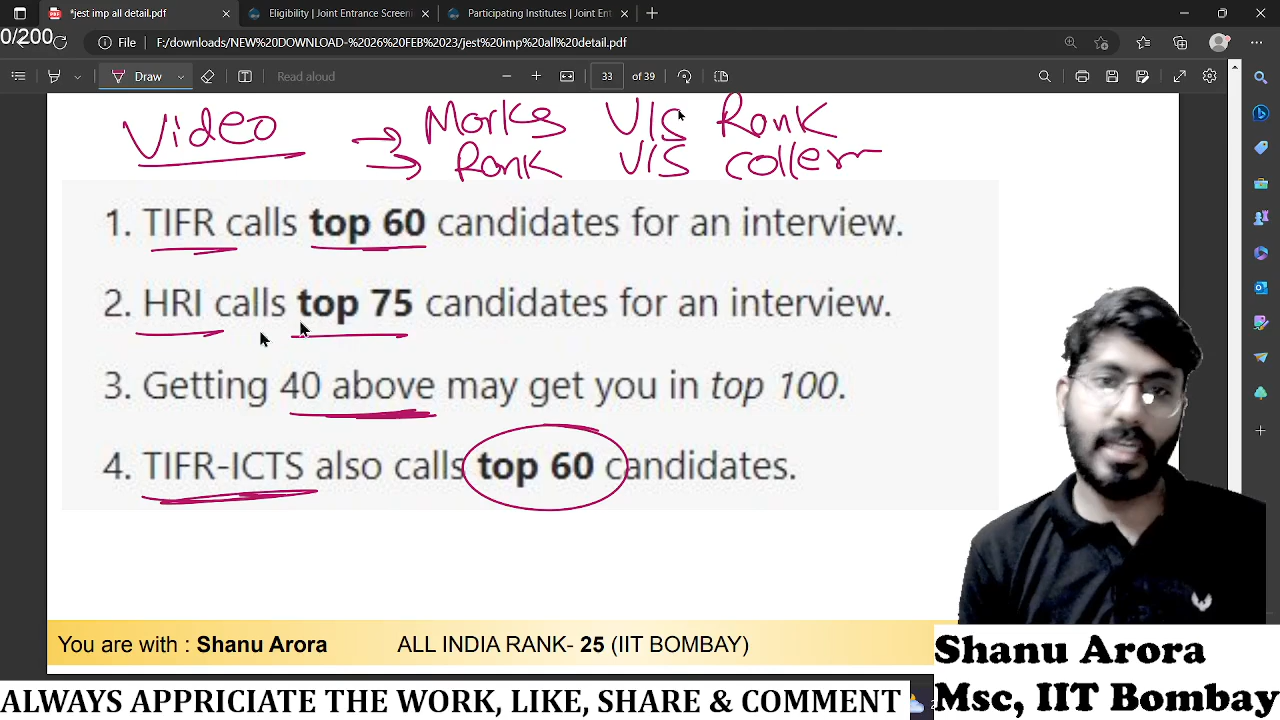 *jest imp all detail.pdf
Eligibility | Joint Entrance Screeni
Participating Institutes | Joint Ent
0/200
File
F:/downloads/NEW%20DOWNLOAD-%2026%20FEB%2023/jest%20imp%20all%20detail.pdf
Draw
Read aloud
33
of 39
Video → Marks V/S Rank
→ Rank V/S
1. TIFR calls top 60 candidates for an interview.
2. HRI calls top 75 candidates for an interview.
3. Getting 40 above may get you in top 100.
4. TIFR-ICTS also calls top 60 candidates.
You are with : Shanu Arora
ALL INDIA RANK- 25 (IIT BOMBAY)
Shanu Arora
Msc, IIT Bombay
ALWAYS APPRICIATE THE WORK, LIKE, SHARE & COMMENT